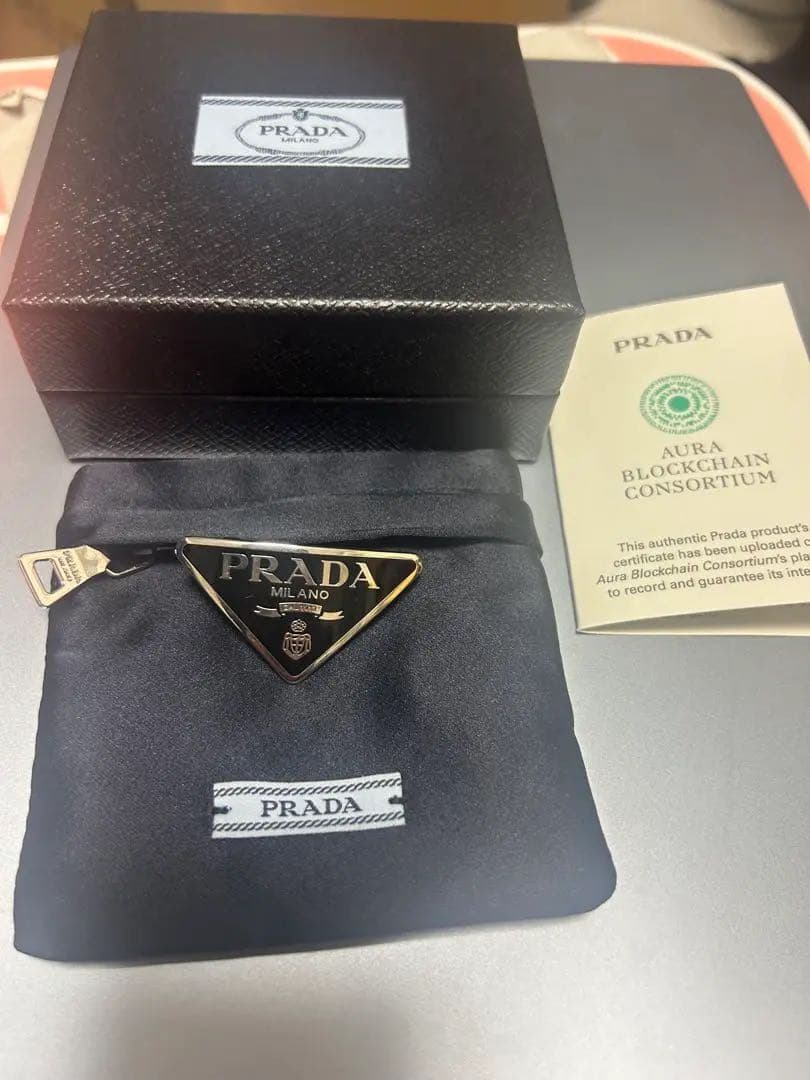 PRADA
MILANO
PRADA
AURA
BLOCKCHAIN
CONSORTIUM
This authentic Prada product's
certificate has been uploaded
Aura Blockchain Consortium's
to record and guarantee its
PRADA
PRADA
MILANO
PRADA